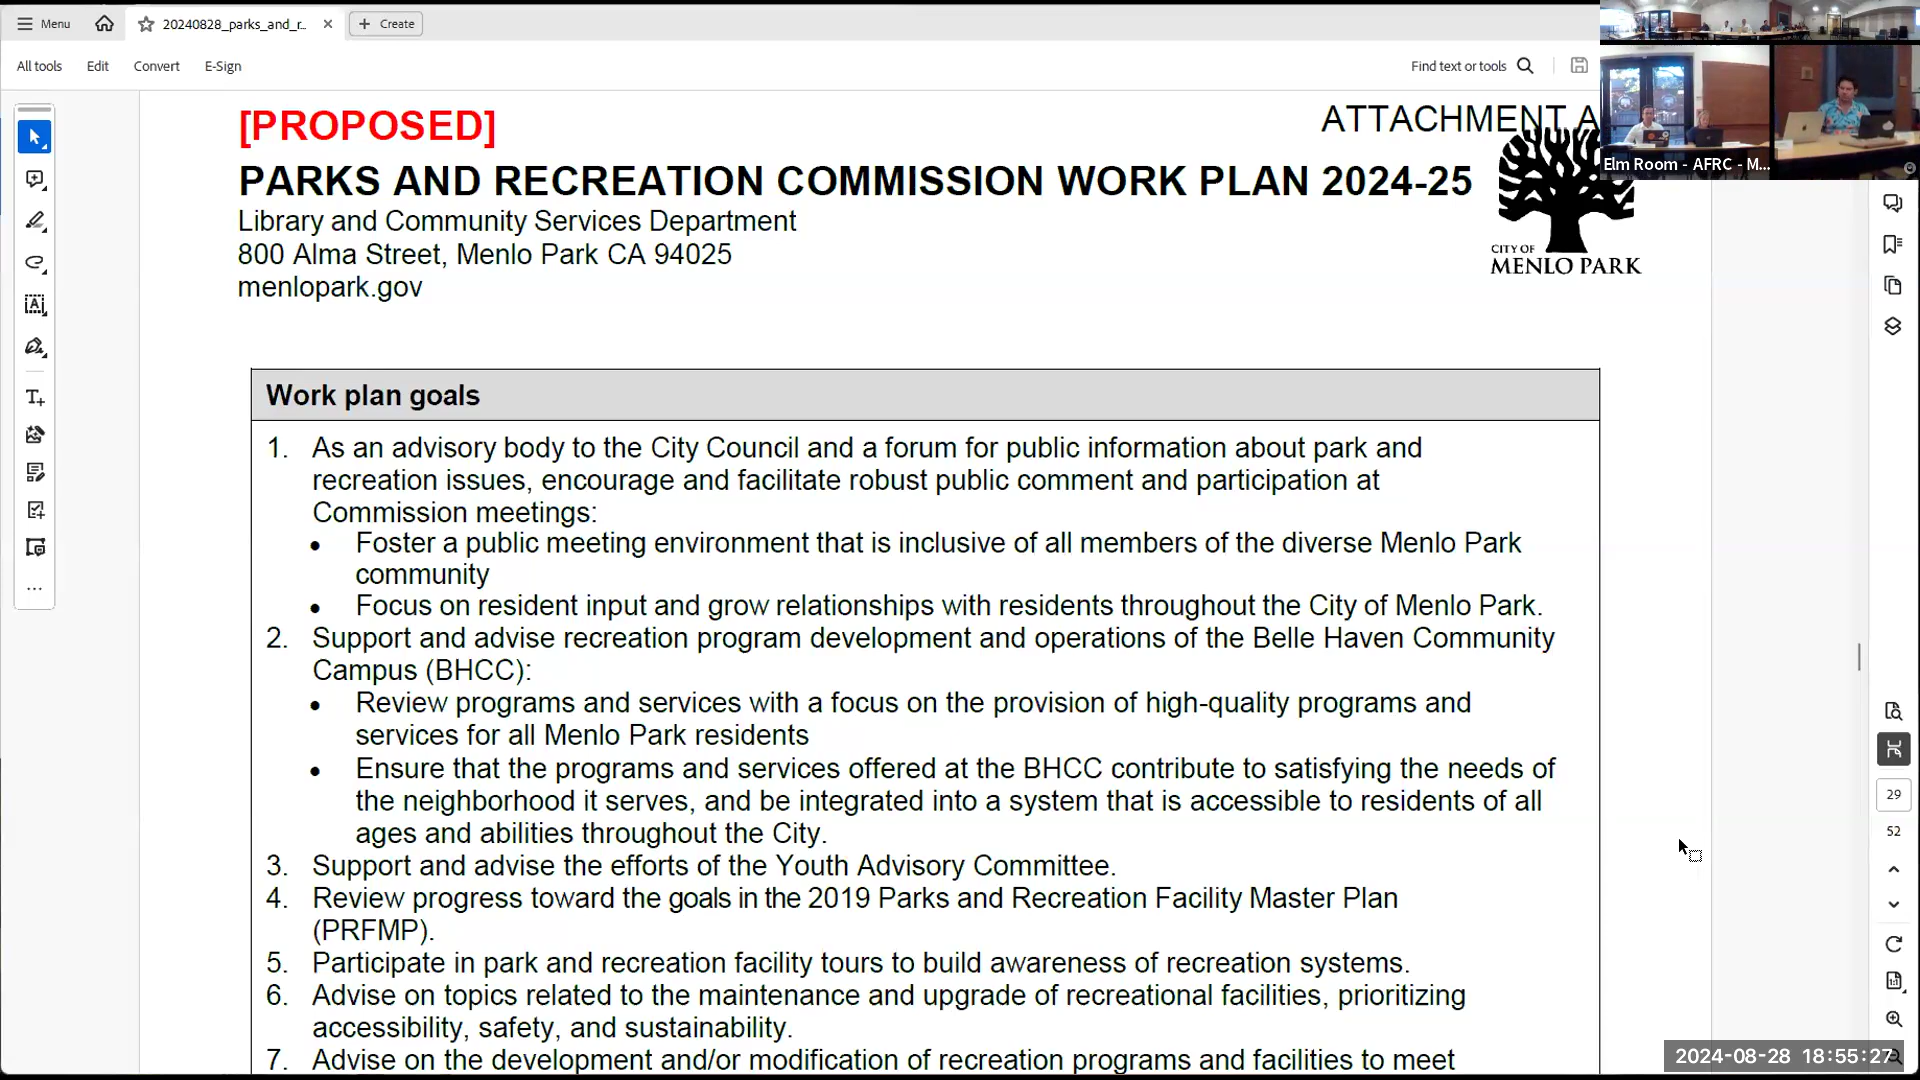 Menu
20240828_parks_and_r...
Create
All tools
Edit
Convert
E-Sign
Find text or tools
[PROPOSED]
ATTACHMENT A
PARKS AND RECREATION COMMISSION WORK PLAN 2024-25
Library and Community Services Department
800 Alma Street, Menlo Park CA 94025
menlopark.gov
CITY OF
MENLO PARK
Elm Room - AFRC - M...
Work plan goals
1. As an advisory body to the City Council and a forum for public information about park and
recreation issues, encourage and facilitate robust public comment and participation at
Commission meetings:
• Foster a public meeting environment that is inclusive of all members of the diverse Menlo Park
community
• Focus on resident input and grow relationships with residents throughout the City of Menlo Park.
2. Support and advise recreation program development and operations of the Belle Haven Community
Campus (BHCC):
• Review programs and services with a focus on the provision of high-quality programs and
services for all Menlo Park residents
• Ensure that the programs and services offered at the BHCC contribute to satisfying the needs of
the neighborhood it serves, and be integrated into a system that is accessible to residents of all
ages and abilities throughout the City.
3. Support and advise the efforts of the Youth Advisory Committee.
4. Review progress toward the goals in the 2019 Parks and Recreation Facility Master Plan
(PRFMP).
5. Participate in park and recreation facility tours to build awareness of recreation systems.
6. Advise on topics related to the maintenance and upgrade of recreational facilities, prioritizing
accessibility, safety, and sustainability.
7. Advise on the development and/or modification of recreation programs and facilities to meet
29
52
2024-08-28 18:55:27